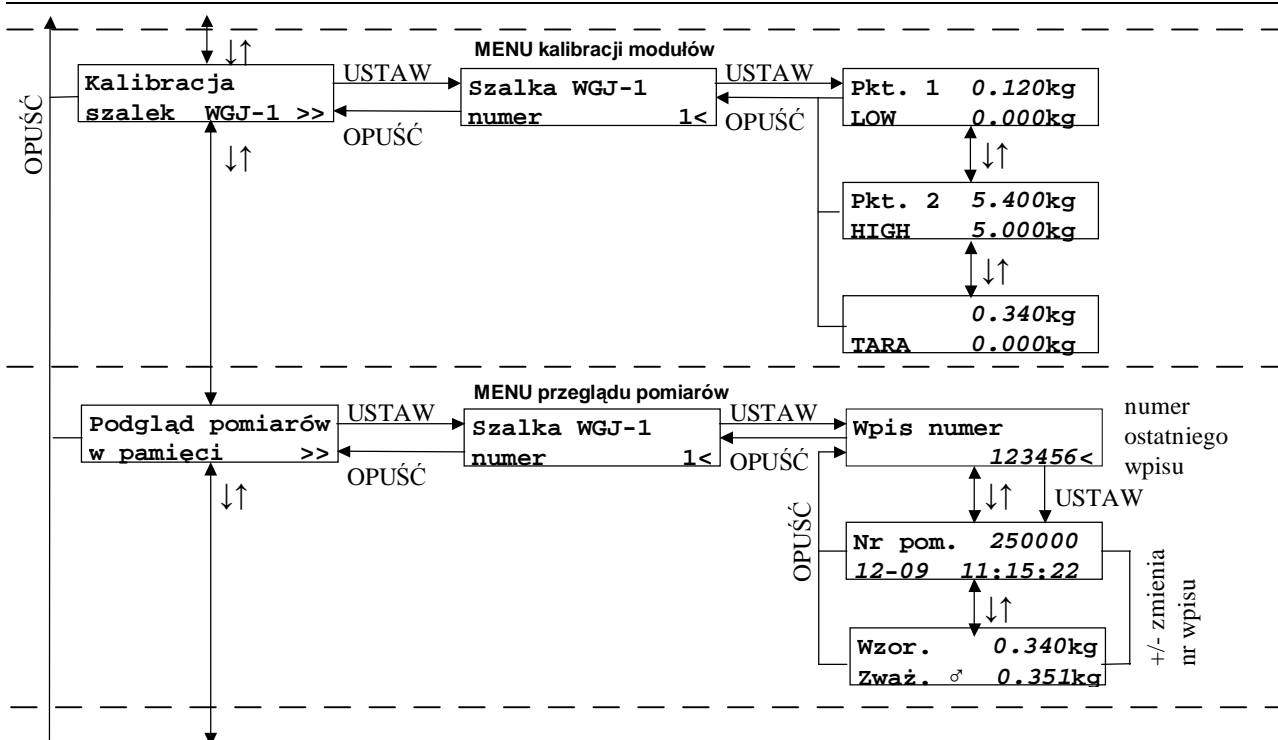 MENU kalibracji modułów
↓↑
Kalibracja
szalek WGJ-1 >>
USTAW
OPUŚĆ
Szalka WGJ-1
numer 1<
USTAW
OPUŚĆ
Pkt. 1 0.120kg
LOW 0.000kg
↓↑
Pkt. 2 5.400kg
HIGH 5.000kg
↓↑
0.340kg
TARA 0.000kg
OPUŚĆ
↓↑
MENU przeglądu pomiarów
Podgląd pomiarów
w pamięci >>
USTAW
OPUŚĆ
Szalka WGJ-1
numer 1<
USTAW
OPUŚĆ
Wpis numer
123456<
numer
ostatniego
wpisu
↓↑
↓↑
USTAW
Nr pom. 250000
12-09 11:15:22
↓↑
Wzor. 0.340kg
Zważ. ♂ 0.351kg
OPUŚĆ
+/- zmienia
nr wpisu